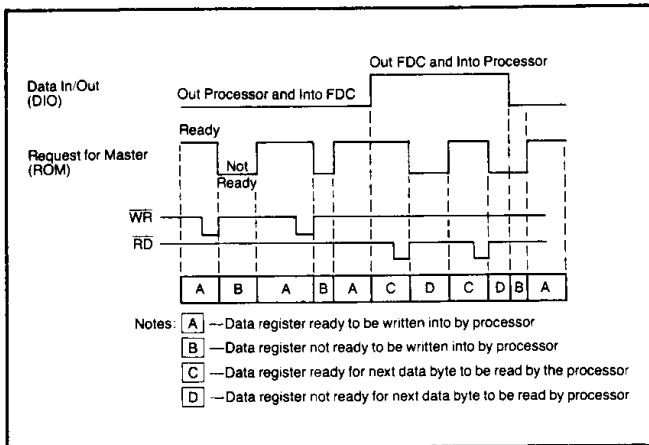 Out FDC and Into Processor
Data In/Out
(DIO)
Out Processor and Into FDC
Ready
Request for Master
(ROM)
Not
Ready
WR
RD
A B A B A C D C D B A
Notes: A —Data register ready to be written into by processor
B —Data register not ready to be written into by processor
C —Data register ready for next data byte to be read by the processor
D —Data register not ready for next data byte to be read by processor